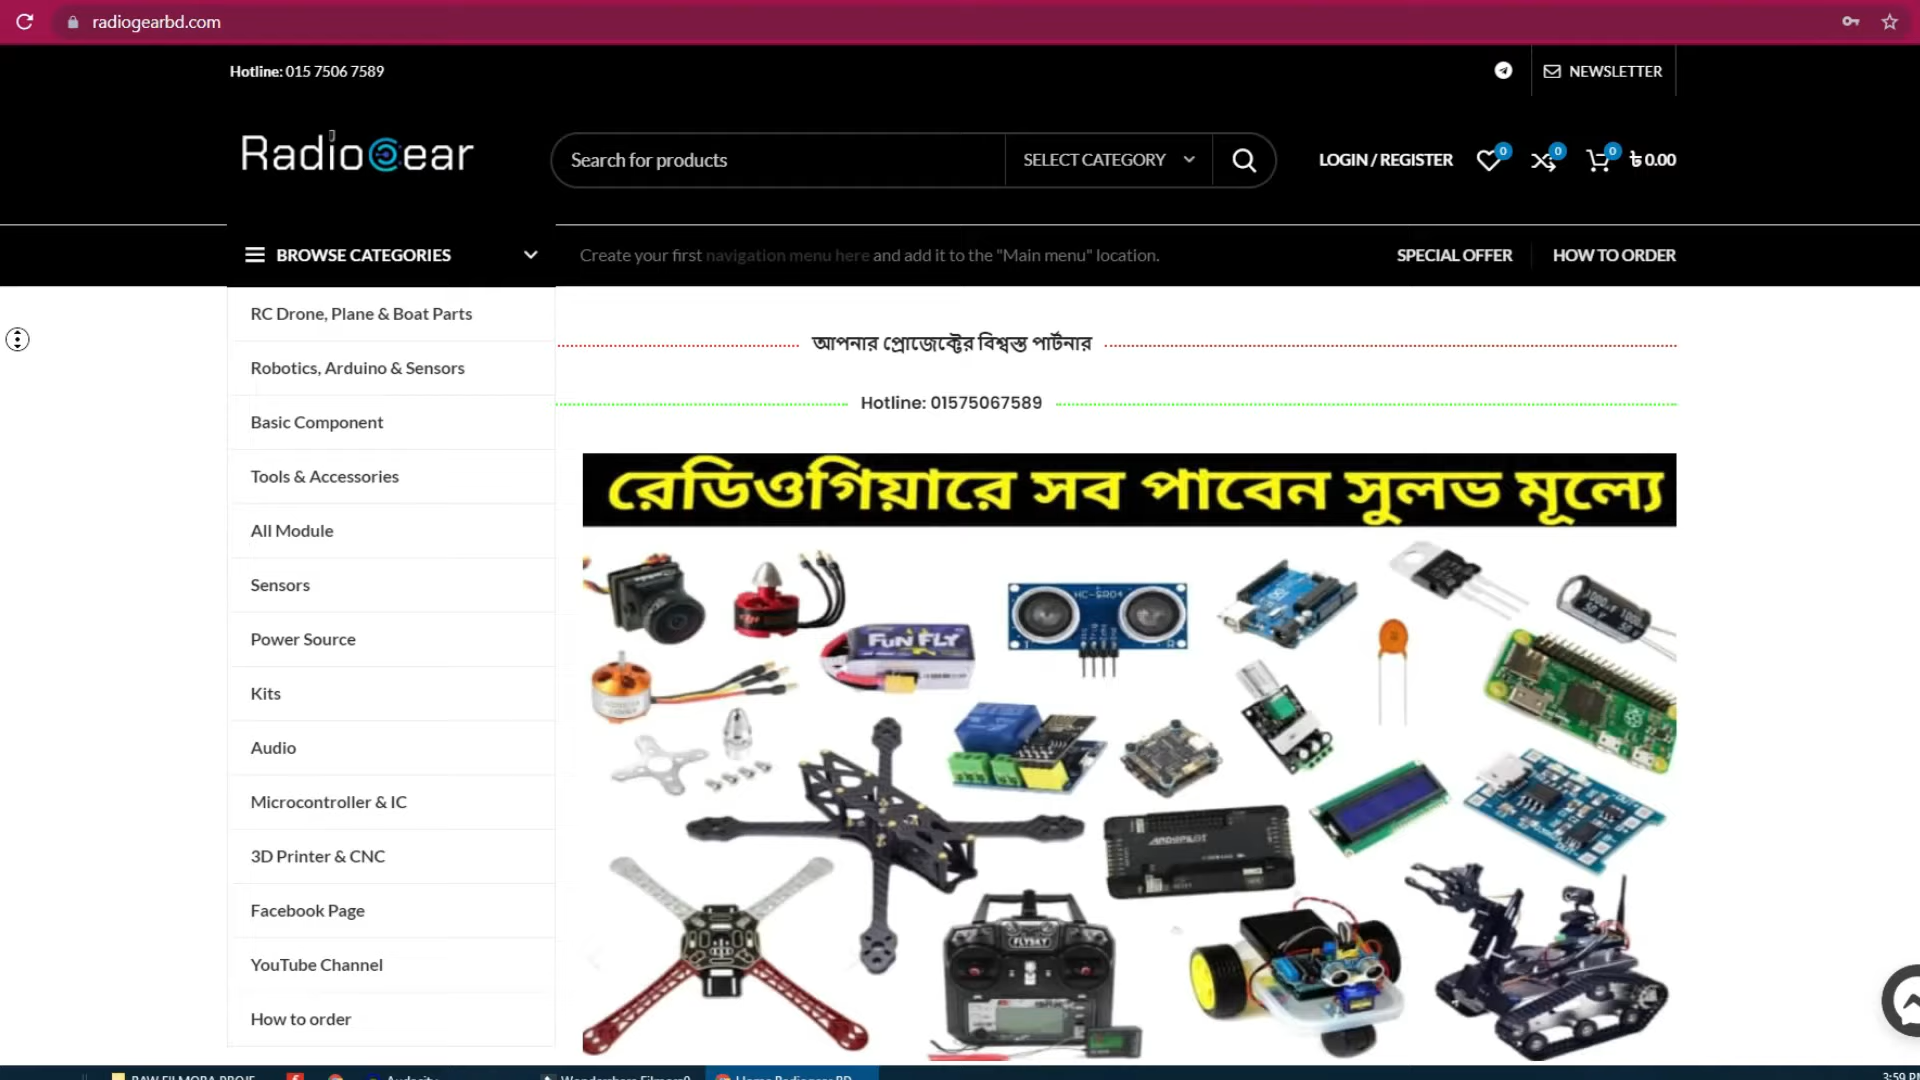 radiogearbd.com
Hotline: 015 7506 7589
NEWSLETTER
RadioGear
Search for products
SELECT CATEGORY
LOGIN / REGISTER
0
0
0
৳ 0.00
BROWSE CATEGORIES
Create your first navigation menu here and add it to the "Main menu" location.
SPECIAL OFFER
HOW TO ORDER
RC Drone, Plane & Boat Parts
Robotics, Arduino & Sensors
Basic Component
Tools & Accessories
All Module
Sensors
Power Source
Kits
Audio
Microcontroller & IC
3D Printer & CNC
Facebook Page
YouTube Channel
How to order
আপনার প্রোজেক্টের বিশ্বস্ত পার্টনার
Hotline: 01575067589
রেডিওগিয়ারে সব পাবেন সুলভ মূল্যে
HC-SR04
FUN FLY
ARDUPILOT
FLYSKY